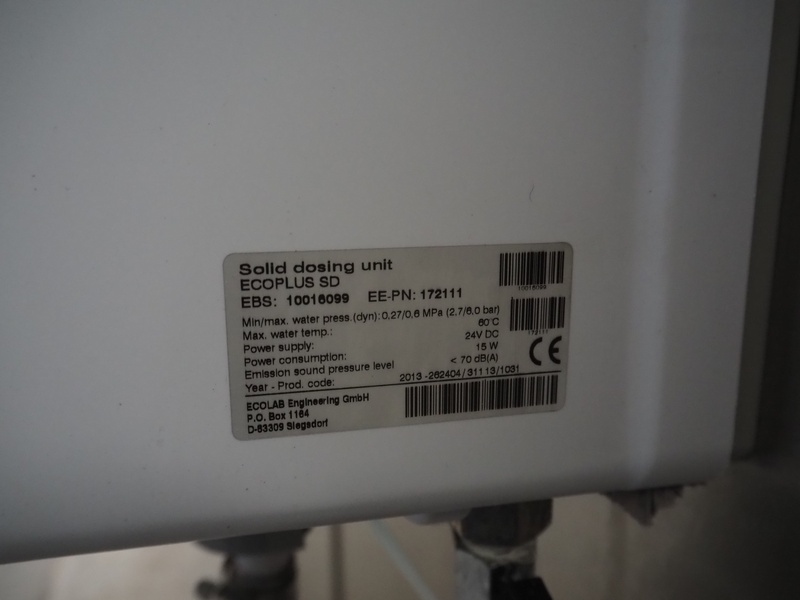 Solid dosing unit
ECOPLUS SD
EBS: 10016099 EE-PN: 172111
10016099
Min/max. water press.(dyn): 0.27/0.6 MPa (2.7/6.0 bar)
Max. water temp.: 60°C
172111
Power supply: 24V DC
Power consumption: 15 W
Emission sound pressure level < 70 dB(A)
CE
Year - Prod. code: 2013 -262404/31113/1031
ECOLAB Engineering GmbH
P.O. Box 1164
D-83309 Siegsdorf